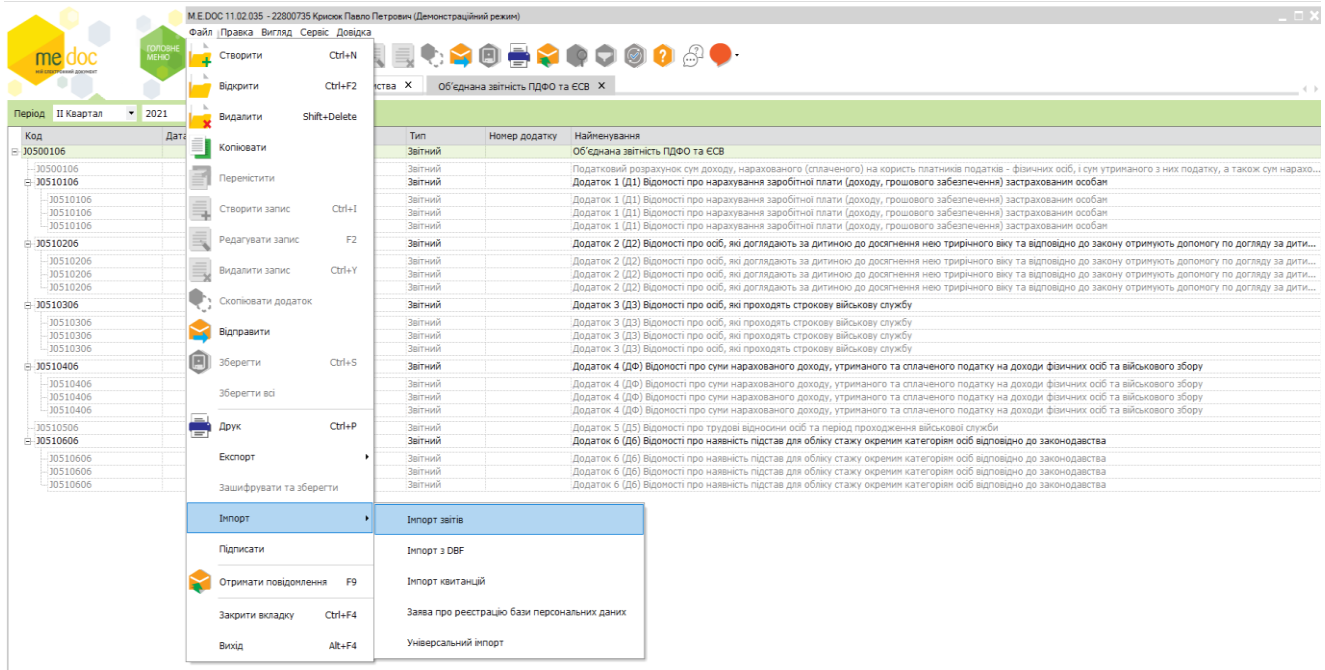 M.E.DOC 11.02.035 - 22800735 Крисюк Павло Петрович (Демонстраційний режим)
Файл Правка Вигляд Сервіс Довідка
me doc
МІЙ ЕЛЕКТРОННИЙ ДОКУМЕНТ
ГОЛОВНЕ
МЕНЮ
ства X Об'єднана звітність ПДФО та ЄСВ X
Період II Квартал 2021
Код Дата Тип Номер додатку Найменування
J0500106 Звітний Об'єднана звітність ПДФО та ЄСВ
J0500106 Звітний Податковий розрахунок сум доходу, нарахованого (сплаченого) на користь платників податків - фізичних осіб, і сум утриманого з них податку, а також сум нарахо...
J0510106 Звітний Додаток 1 (Д1) Відомості про нарахування заробітної плати (доходу, грошового забезпечення) застрахованим особам
J0510106 Звітний Додаток 1 (Д1) Відомості про нарахування заробітної плати (доходу, грошового забезпечення) застрахованим особам
J0510106 Звітний Додаток 1 (Д1) Відомості про нарахування заробітної плати (доходу, грошового забезпечення) застрахованим особам
J0510106 Звітний Додаток 1 (Д1) Відомості про нарахування заробітної плати (доходу, грошового забезпечення) застрахованим особам
J0510206 Звітний Додаток 2 (Д2) Відомості про осіб, які доглядають за дитиною до досягнення нею трирічного віку та відповідно до закону отримують допомогу по догляду за дити...
J0510206 Звітний Додаток 2 (Д2) Відомості про осіб, які доглядають за дитиною до досягнення нею трирічного віку та відповідно до закону отримують допомогу по догляду за дити...
J0510206 Звітний Додаток 2 (Д2) Відомості про осіб, які доглядають за дитиною до досягнення нею трирічного віку та відповідно до закону отримують допомогу по догляду за дити...
J0510206 Звітний Додаток 2 (Д2) Відомості про осіб, які доглядають за дитиною до досягнення нею трирічного віку та відповідно до закону отримують допомогу по догляду за дити...
J0510306 Звітний Додаток 3 (Д3) Відомості про осіб, які проходять строкову військову службу
J0510306 Звітний Додаток 3 (Д3) Відомості про осіб, які проходять строкову військову службу
J0510306 Звітний Додаток 3 (Д3) Відомості про осіб, які проходять строкову військову службу
J0510306 Звітний Додаток 3 (Д3) Відомості про осіб, які проходять строкову військову службу
J0510406 Звітний Додаток 4 (ДФ) Відомості про суми нарахованого доходу, утриманого та сплаченого податку на доходи фізичних осіб та військового збору
J0510406 Звітний Додаток 4 (ДФ) Відомості про суми нарахованого доходу, утриманого та сплаченого податку на доходи фізичних осіб та військового збору
J0510406 Звітний Додаток 4 (ДФ) Відомості про суми нарахованого доходу, утриманого та сплаченого податку на доходи фізичних осіб та військового збору
J0510406 Звітний Додаток 4 (ДФ) Відомості про суми нарахованого доходу, утриманого та сплаченого податку на доходи фізичних осіб та військового збору
J0510506 Звітний Додаток 5 (Д5) Відомості про трудові відносини осіб та період проходження військової служби
J0510606 Звітний Додаток 6 (Д6) Відомості про наявність підстав для обліку стажу окремим категоріям осіб відповідно до законодавства
J0510606 Звітний Додаток 6 (Д6) Відомості про наявність підстав для обліку стажу окремим категоріям осіб відповідно до законодавства
J0510606 Звітний Додаток 6 (Д6) Відомості про наявність підстав для обліку стажу окремим категоріям осіб відповідно до законодавства
J0510606 Звітний Додаток 6 (Д6) Відомості про наявність підстав для обліку стажу окремим категоріям осіб відповідно до законодавства
Створити Ctrl+N
Відкрити Ctrl+F2
Видалити Shift+Delete
Копіювати
Перемістити
Створити запис Ctrl+I
Редагувати запис F2
Видалити запис Ctrl+Y
Скопіювати додаток
Відправити
Зберегти Ctrl+S
Зберегти всі
Друк Ctrl+P
Експорт
Зашифрувати та зберегти
Імпорт
Підписати
Отримати повідомлення F9
Закрити вкладку Ctrl+F4
Вихід Alt+F4
Імпорт звітів
Імпорт з DBF
Імпорт квитанцій
Заява про реєстрацію бази персональних даних
Універсальний імпорт